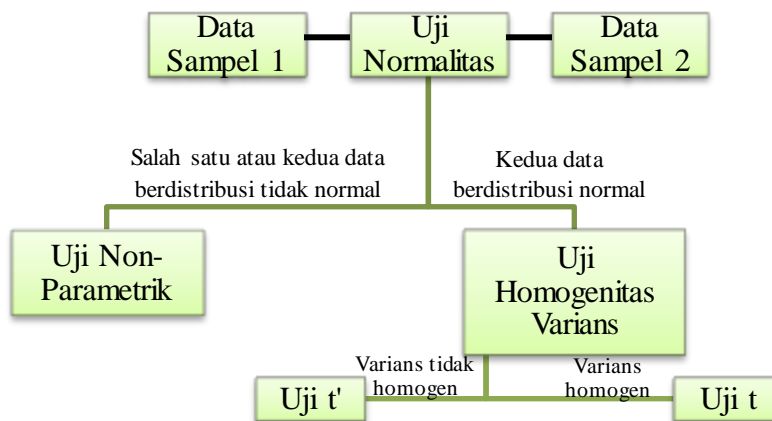 Data
Sampel 1
Uji
Normalitas
Data
Sampel 2
Salah satu atau kedua data
berdistribusi tidak normal
Kedua data
berdistribusi normal
Uji Non-
Parametrik
Uji
Homogenitas
Varians
Varians tidak
homogen
Varians
homogen
Uji t'
Uji t